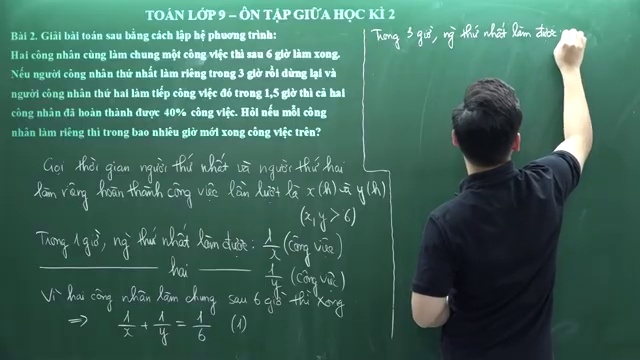 TOÁN LỚP 9 – ÔN TẬP GIỮA HỌC KÌ 2
Bài 2. Giải bài toán sau bằng cách lập hệ phuơng trình:
Hai công nhân cùng làm chung một công việc thì sau 6 giờ làm xong.
Nếu người công nhân thứ nhất làm riêng trong 3 giờ rồi dừng lại và
người công nhân thứ hai làm tiếp công việc đó trong 1,5 giờ thì cả hai
công nhân đã hoàn thành được 40% công việc. Hỏi nếu mỗi công
nhân làm riêng thì trong bao nhiêu giờ mới xong công việc trên?
Gọi thời gian người thứ nhất và người thứ hai
làm riêng hoàn thành công việc lần lượt là x (h) và y (h)
(x, y > 6)
Trong 1 giờ, ng thứ nhất làm được: 1/x (công việc)
hai 1/y (công việc)
Vì hai công nhân làm chung sau 6 giờ thì xong
=> 1/x + 1/y = 1/6 (1)
Trong 3 giờ, ng thứ nhất làm được